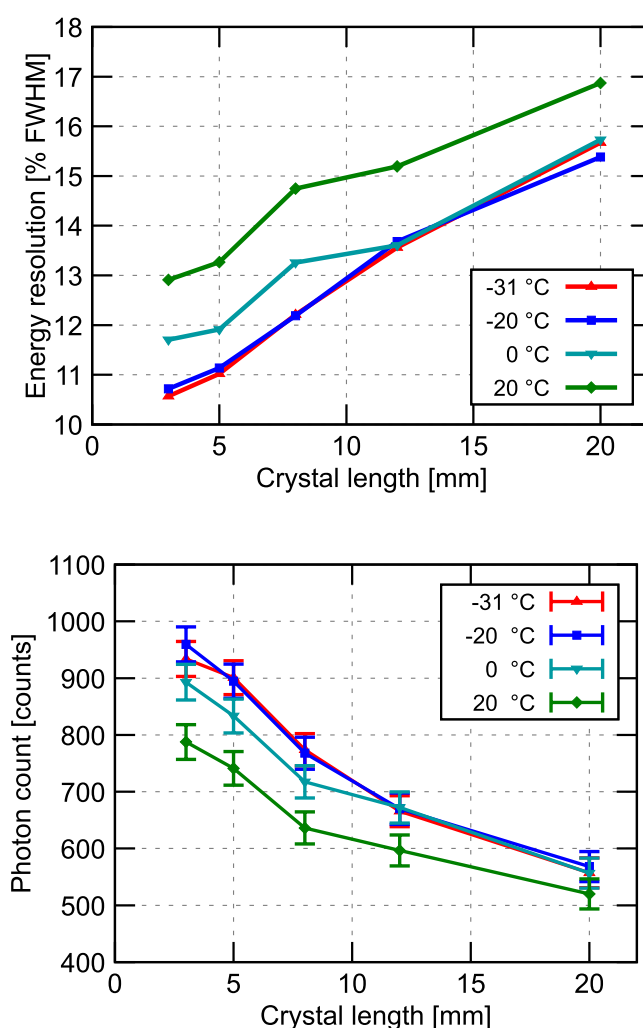 18
17
16
15
14
13
12
11
10
Energy resolution [% FWHM]
-31 °C
-20 °C
0 °C
20 °C
0 5 10 15 20
Crystal length [mm]
1100
1000
900
800
700
600
500
400
Photon count [counts]
-31 °C
-20 °C
0 °C
20 °C
0 5 10 15 20
Crystal length [mm]